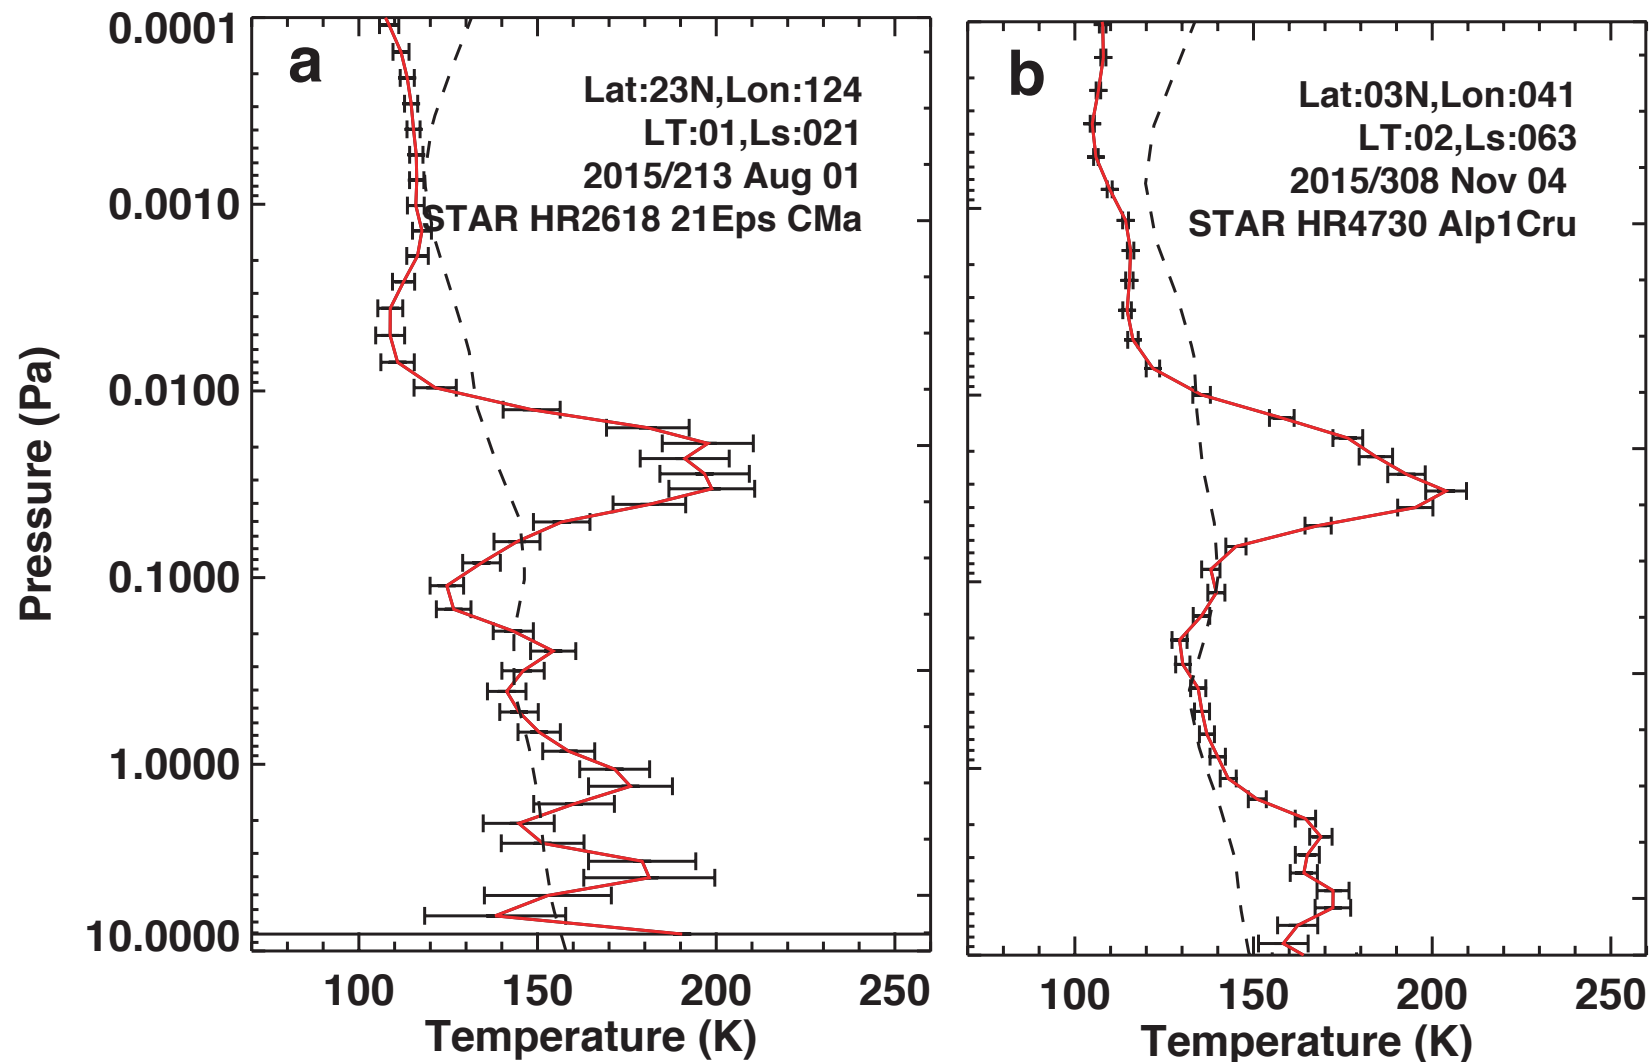 a
Lat:23N,Lon:124
LT:01,Ls:021
2015/213 Aug 01
STAR HR2618 21Eps CMa
b
Lat:03N,Lon:041
LT:02,Ls:063
2015/308 Nov 04
STAR HR4730 Alp1Cru
Pressure (Pa)
0.0001
0.0010
0.0100
0.1000
1.0000
10.0000
100 150 200 250
Temperature (K)
100 150 200 250
Temperature (K)